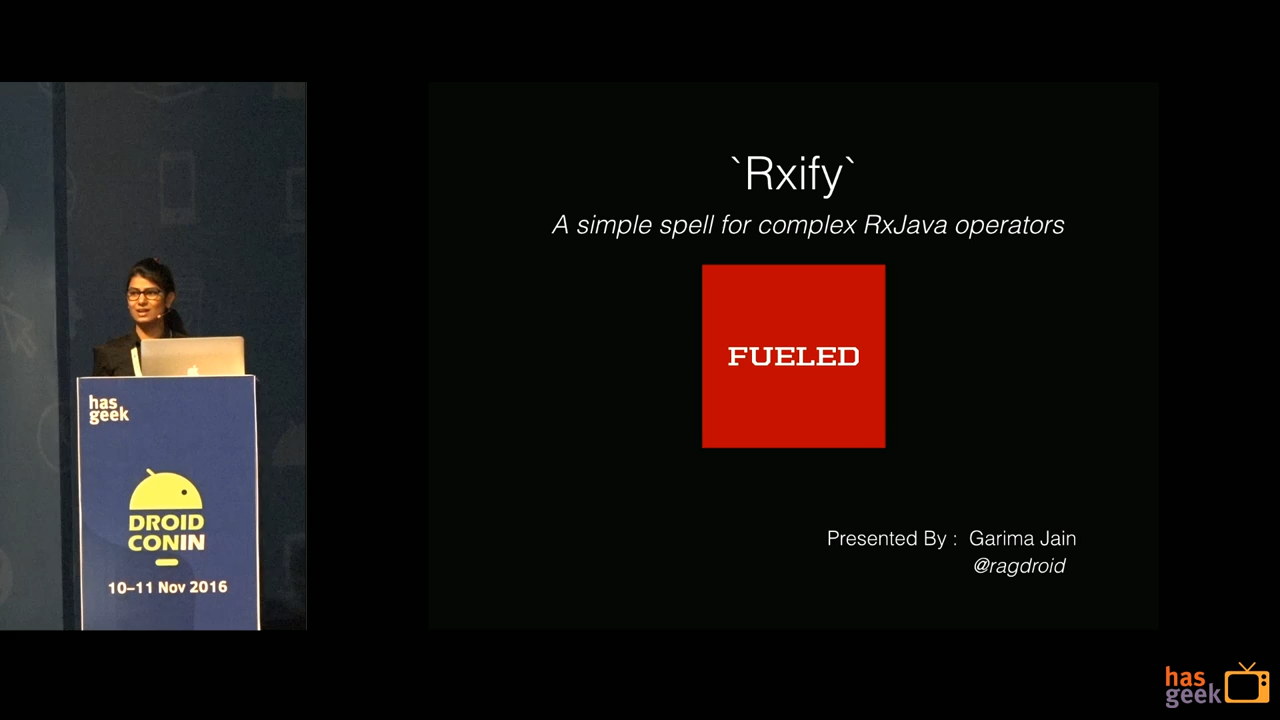 has
geek
DROID
CONIN
10–11 Nov 2016
`Rxify`
A simple spell for complex RxJava operators
FUELED
Presented By : Garima Jain
@ragdroid
has
geek